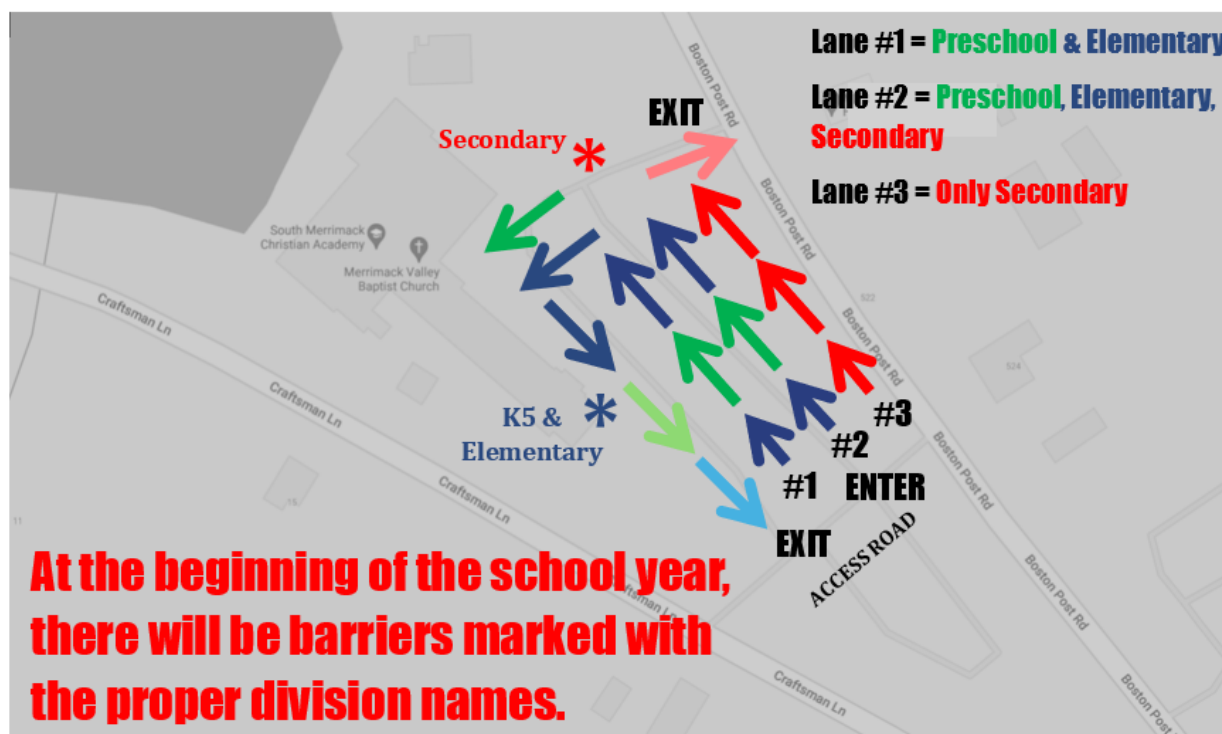 Lane #1 = Preschool & Elementary
Lane #2 = Preschool, Elementary,
Secondary
Lane #3 = Only Secondary
EXIT
Secondary *
Boston Post Rd
Boston Post Rd
South Merrimack
Christian Academy
Merrimack Valley
Baptist Church
Craftsman Ln
522
Boston Post Rd
524
Craftsman Ln
K5 & *
Elementary
#3
#2
#1 ENTER
Boston Post Rd
Craftsman Ln
15
11
EXIT
ACCESS ROAD
Boston Post Rd
Craftsman Ln
Craftsman Ln
Boston Post Rd
At the beginning of the school year,
there will be barriers marked with
the proper division names.